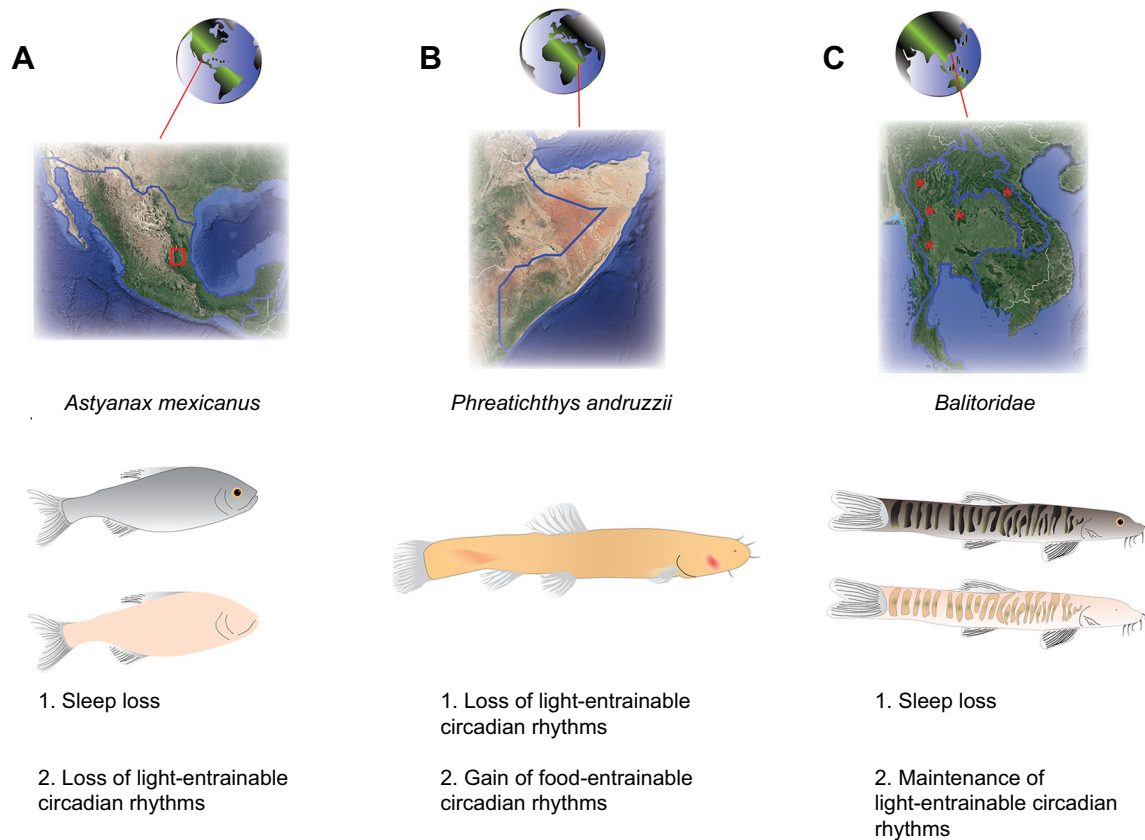 A
B
C
Astyanax mexicanus
Phreatichthys andruzzii
Balitoridae
1. Sleep loss
2. Loss of light-entrainable
circadian rhythms
1. Loss of light-entrainable
circadian rhythms
2. Gain of food-entrainable
circadian rhythms
1. Sleep loss
2. Maintenance of
light-entrainable circadian
rhythms